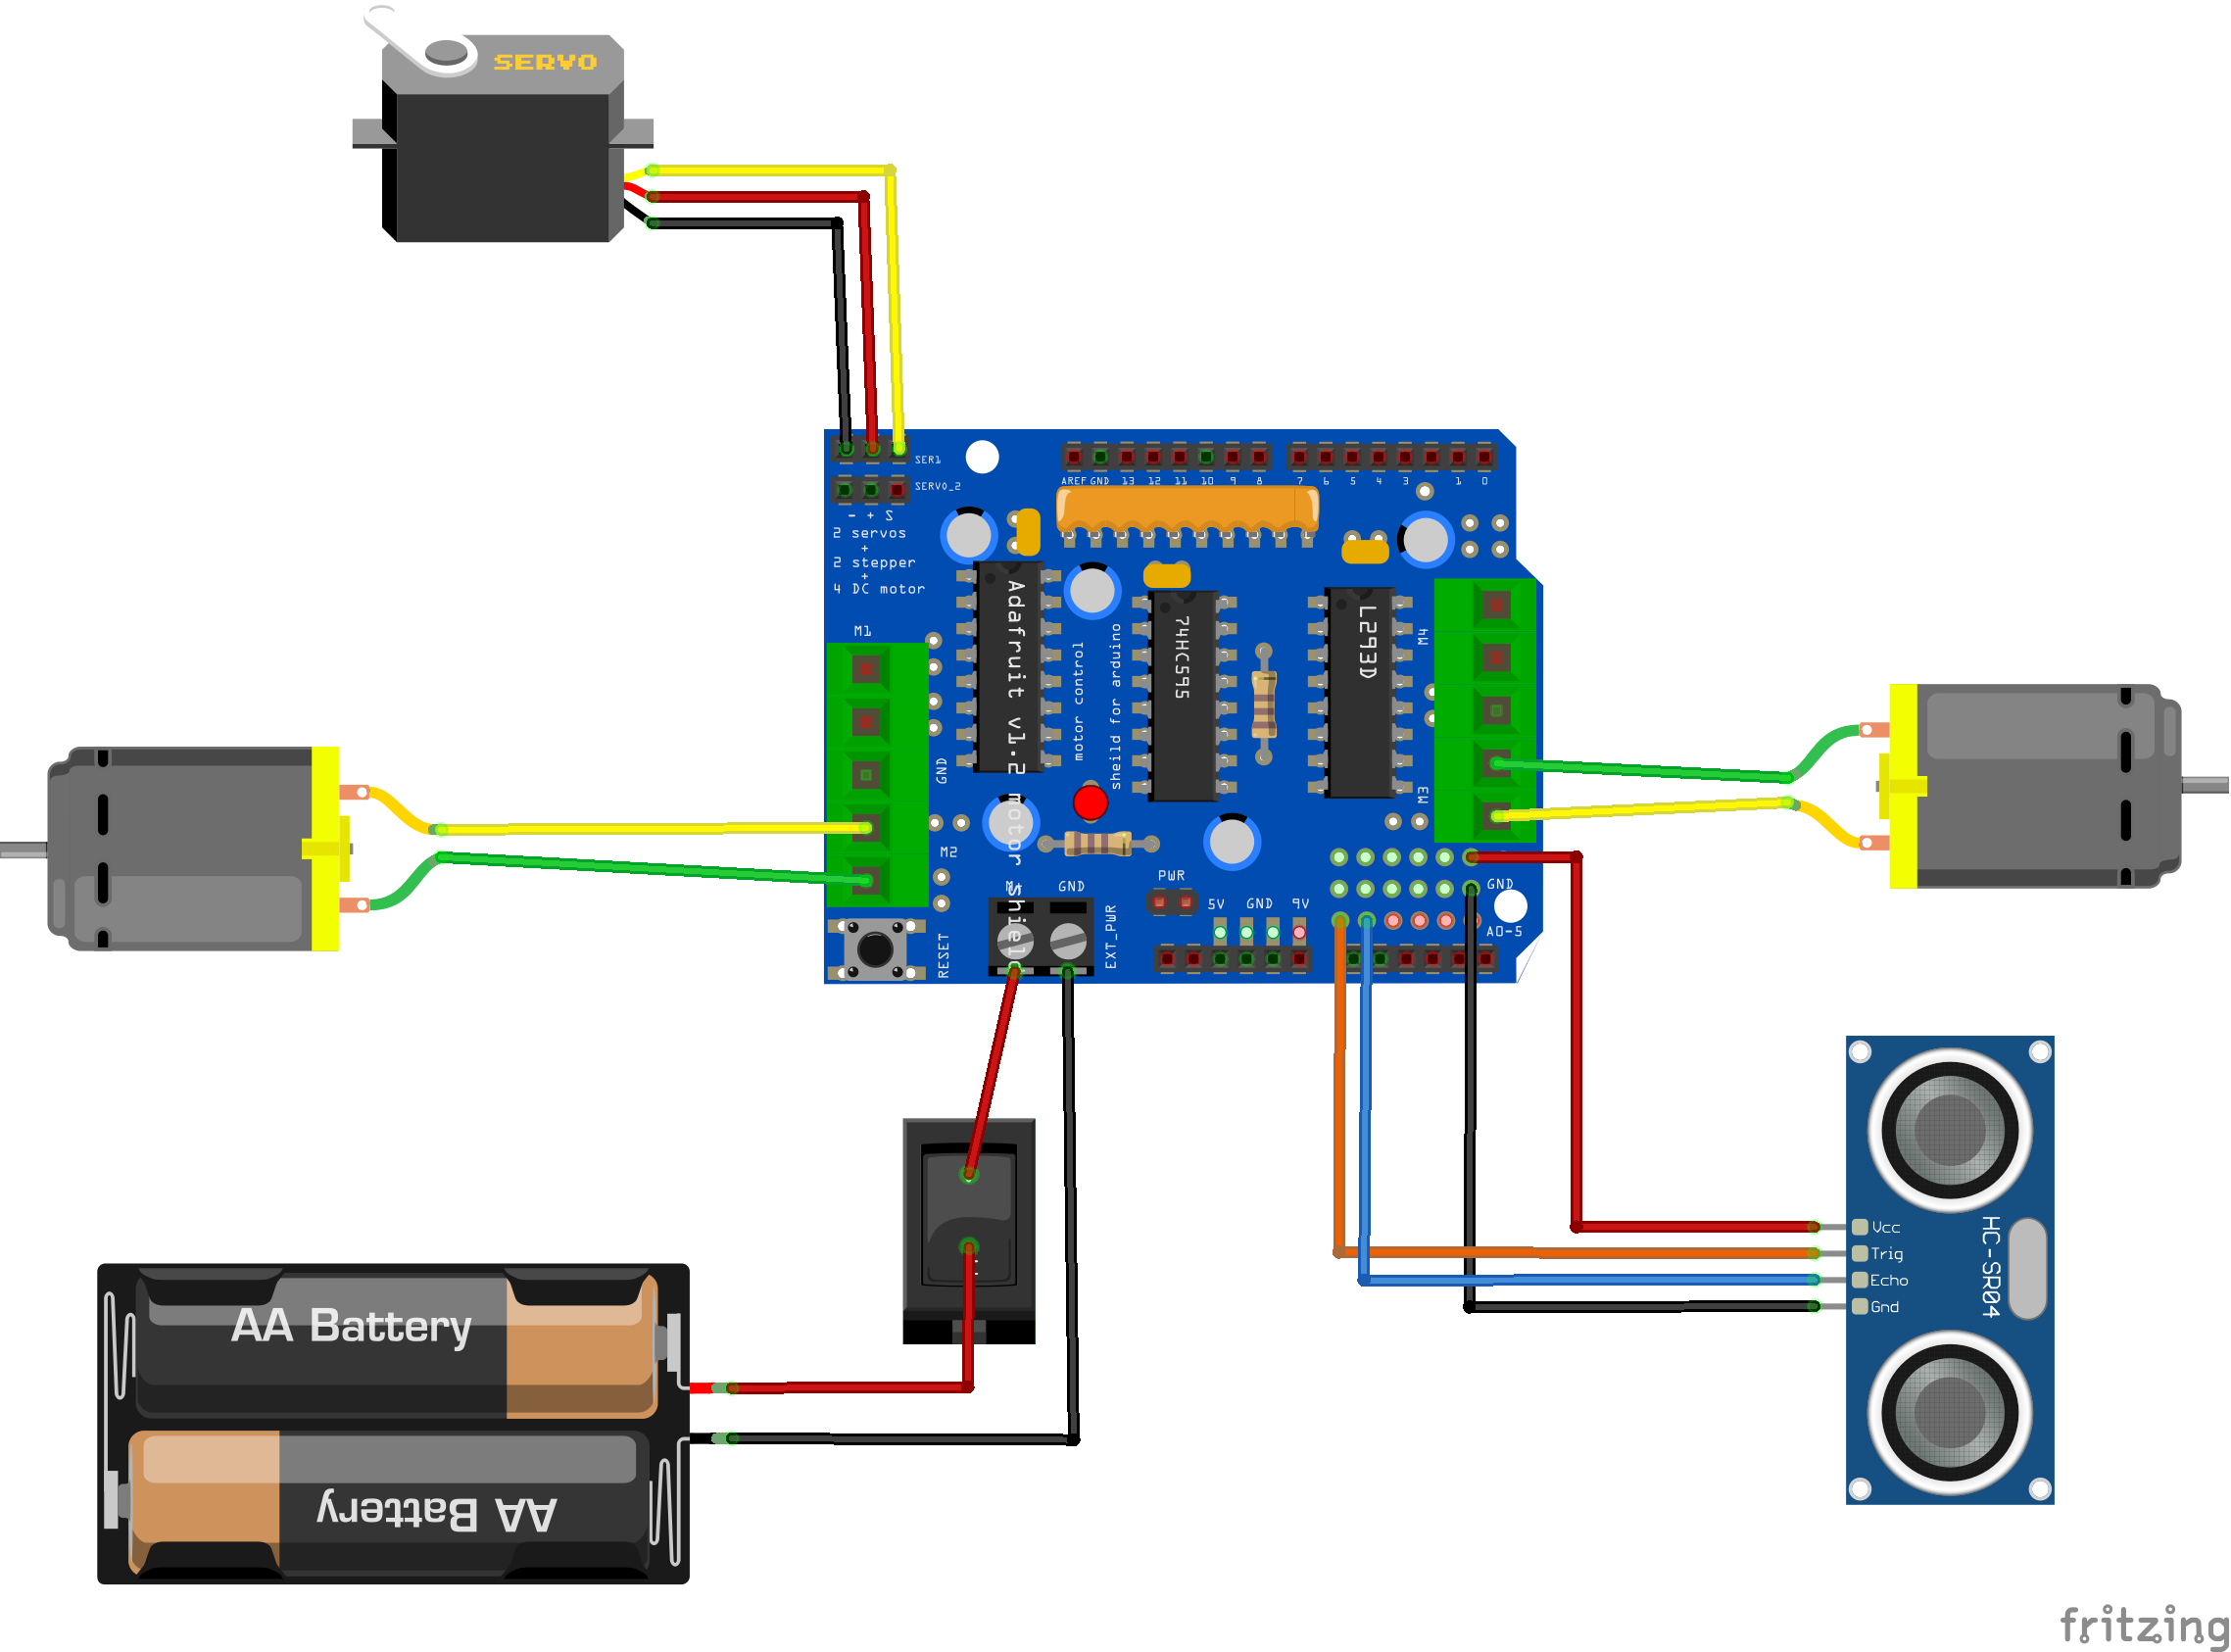 SERVO
SER1
SERVO_2
- + S
2 servos
+
2 stepper
+
4 DC motor
AREF GND 13 12 11 10 9 8
7 6 5 4 3 1 0
M1
GND
M2
RESET
Adafruit v1.2 motor shield
motor control
sheild for arduino
74HC595
L293D
M4
M3
M+ GND
EXT_PWR
PWR
5V GND 9V
GND
A0-5
Vcc
Trig
Echo
Gnd
HC-SR04
AA Battery
AA Battery
fritzing